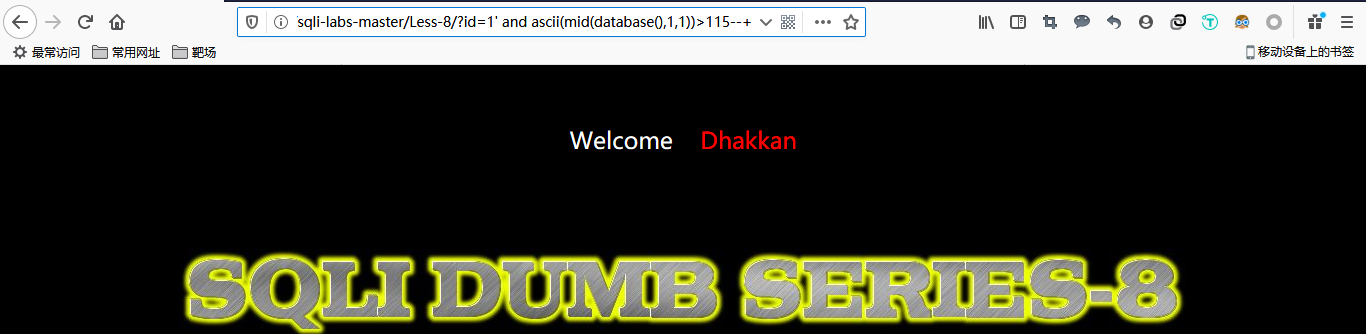 sqli-labs-master/Less-8/?id=1' and ascii(mid(database(),1,1))>115--+
最常访问 常用网址 靶场 移动设备上的书签
Welcome Dhakkan
SQLI DUMB SERIES-8